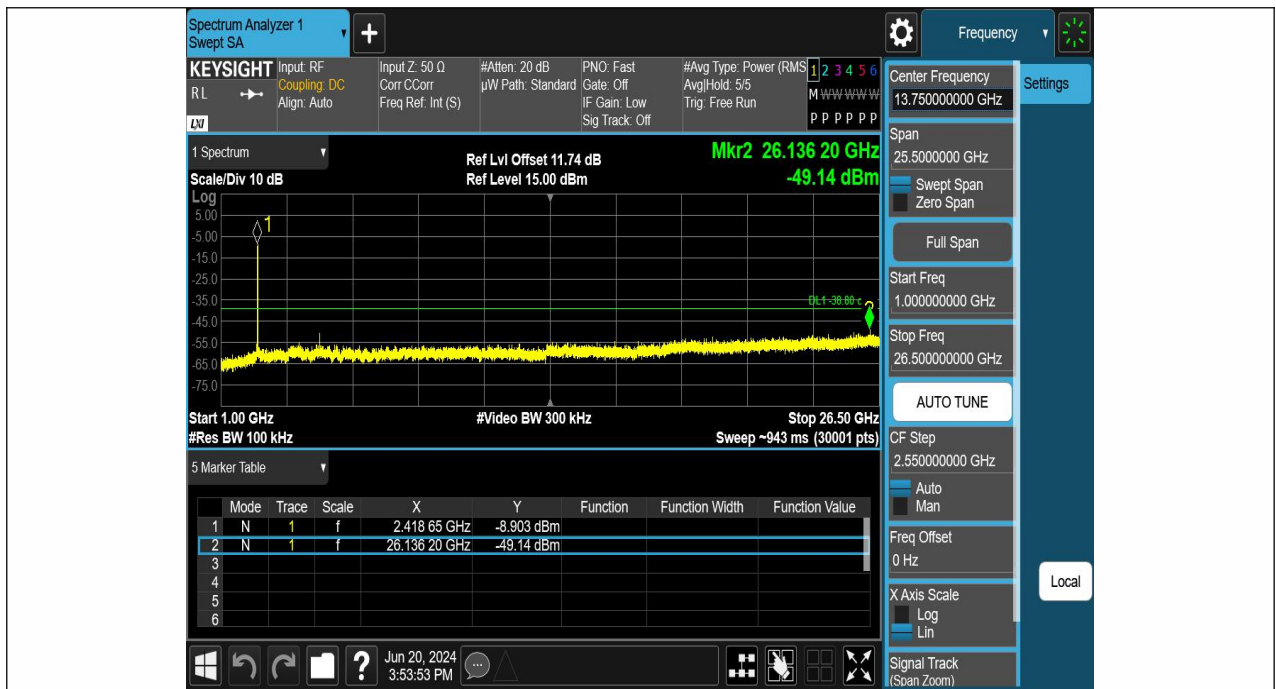 Spectrum Analyzer 1
Swept SA
+
Frequency
KEYSIGHT
RL
LXI
Input: RF
Coupling: DC
Align: Auto
Input Z: 50 Ω
Corr CCorr
Freq Ref: Int (S)
#Atten: 20 dB
µW Path: Standard
PNO: Fast
Gate: Off
IF Gain: Low
Sig Track: Off
#Avg Type: Power (RMS
Avg|Hold: 5/5
Trig: Free Run
1 2 3 4 5 6
M W W W W W
P P P P P P
1 Spectrum
Scale/Div 10 dB
Ref Lvl Offset 11.74 dB
Ref Level 15.00 dBm
Mkr2 26.136 20 GHz
-49.14 dBm
Log
5.00
-5.00
-15.0
-25.0
-35.0
-45.0
-55.0
-65.0
-75.0
1
DL1 -38.80 c
Start 1.00 GHz
#Video BW 300 kHz
Stop 26.50 GHz
#Res BW 100 kHz
Sweep ~943 ms (30001 pts)
5 Marker Table
Mode Trace Scale X Y Function Function Width Function Value
1 N 1 f 2.418 65 GHz -8.903 dBm
2 N 1 f 26.136 20 GHz -49.14 dBm
3
4
5
6
?
Jun 20, 2024
3:53:53 PM
Center Frequency
13.750000000 GHz
Settings
Span
25.5000000 GHz
Swept Span
Zero Span
Full Span
Start Freq
1.000000000 GHz
Stop Freq
26.500000000 GHz
AUTO TUNE
CF Step
2.550000000 GHz
Auto
Man
Freq Offset
0 Hz
X Axis Scale
Log
Lin
Signal Track
(Span Zoom)
Local